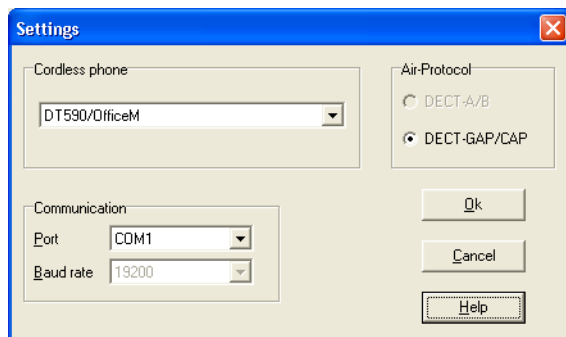 Settings
Cordless phone
DT590/OfficeM
Air-Protocol
DECT-A/B
DECT-GAP/CAP
Communication
Port COM1
Baud rate 19200
Ok
Cancel
Help